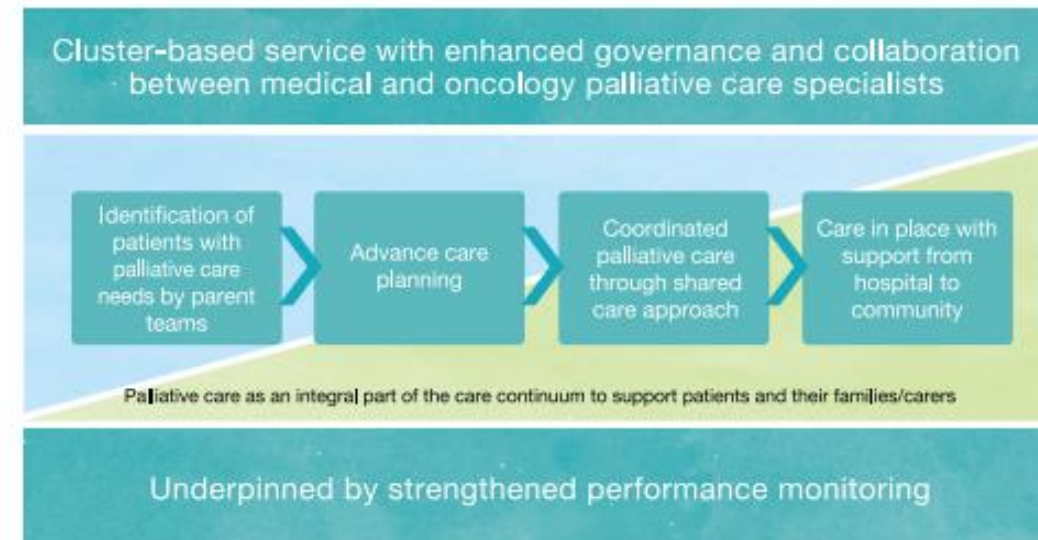 Cluster-based service with enhanced governance and collaboration
between medical and oncology palliative care specialists
Identification of
patients with
palliative care
needs by parent
teams
Advance care
planning
Coordinated
palliative care
through shared
care approach
Care in place with
support from
hospital to
community
Palliative care as an integral part of the care continuum to support patients and their families/carers
Underpinned by strengthened performance monitoring